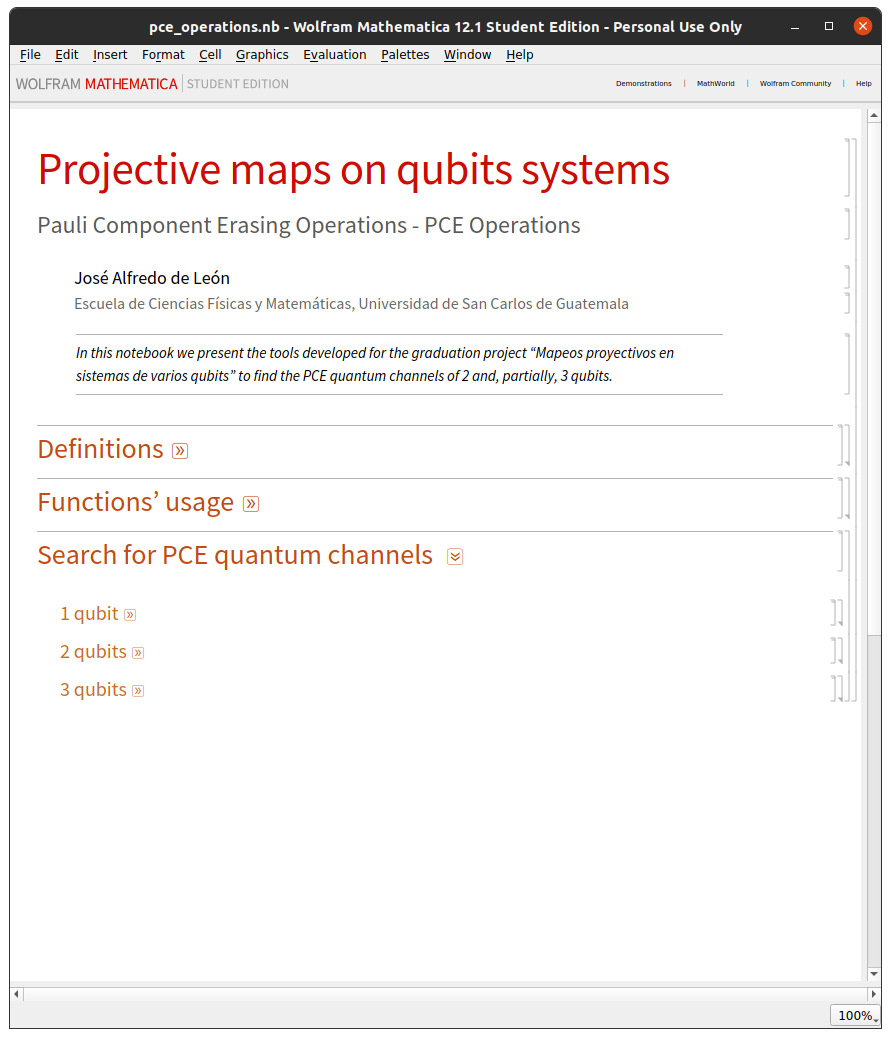 pce_operations.nb - Wolfram Mathematica 12.1 Student Edition - Personal Use Only
File Edit Insert Format Cell Graphics Evaluation Palettes Window Help
WOLFRAM MATHEMATICA | STUDENT EDITION Demonstrations | MathWorld | Wolfram Community | Help
Projective maps on qubits systems
Pauli Component Erasing Operations - PCE Operations
José Alfredo de León
Escuela de Ciencias Físicas y Matemáticas, Universidad de San Carlos de Guatemala
In this notebook we present the tools developed for the graduation project “Mapeos proyectivos en
sistemas de varios qubits” to find the PCE quantum channels of 2 and, partially, 3 qubits.
Definitions
Functions’ usage
Search for PCE quantum channels
1 qubit
2 qubits
3 qubits
100%